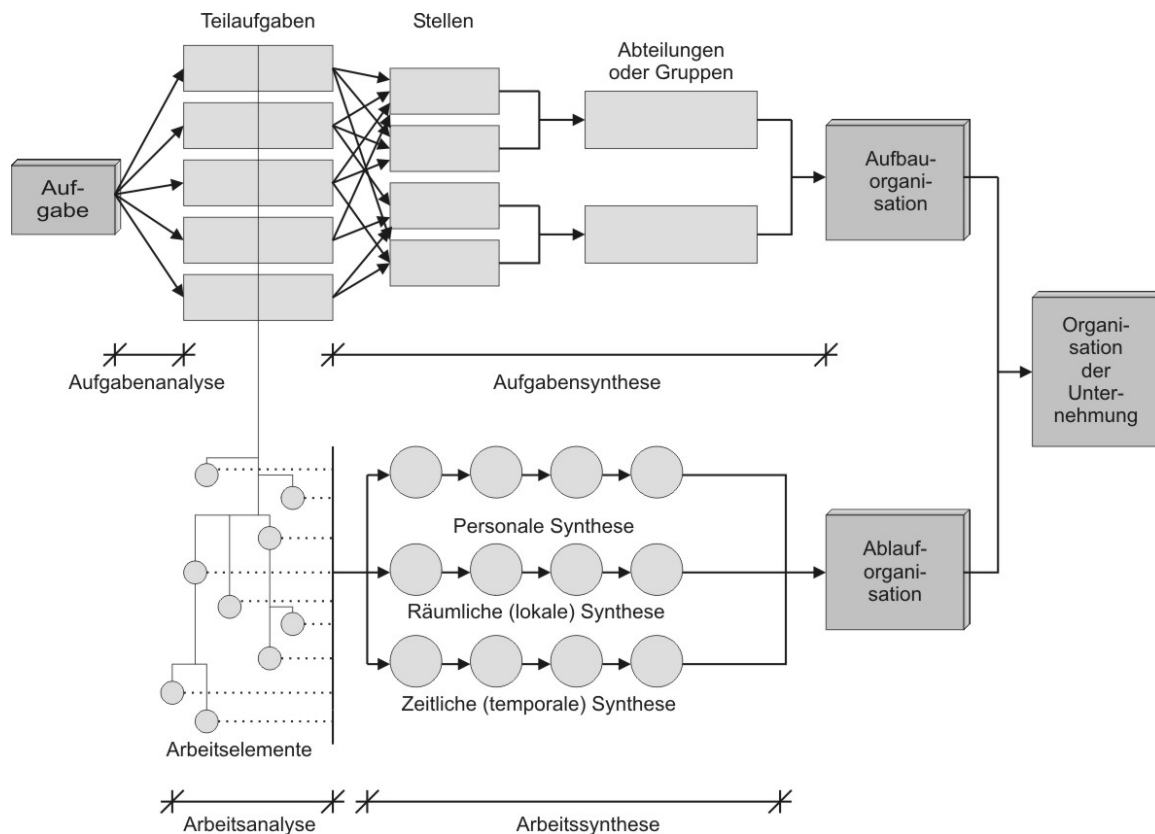 Teilaufgaben
Stellen
Abteilungen
oder Gruppen
Auf-
gabe
Aufbau-
organi-
sation
Aufgabenanalyse
Aufgabensynthese
Organi-
sation
der
Unter-
nehmung
Personale Synthese
Räumliche (lokale) Synthese
Zeitliche (temporale) Synthese
Ablauf-
organi-
sation
Arbeitselemente
Arbeitsanalyse
Arbeitssynthese